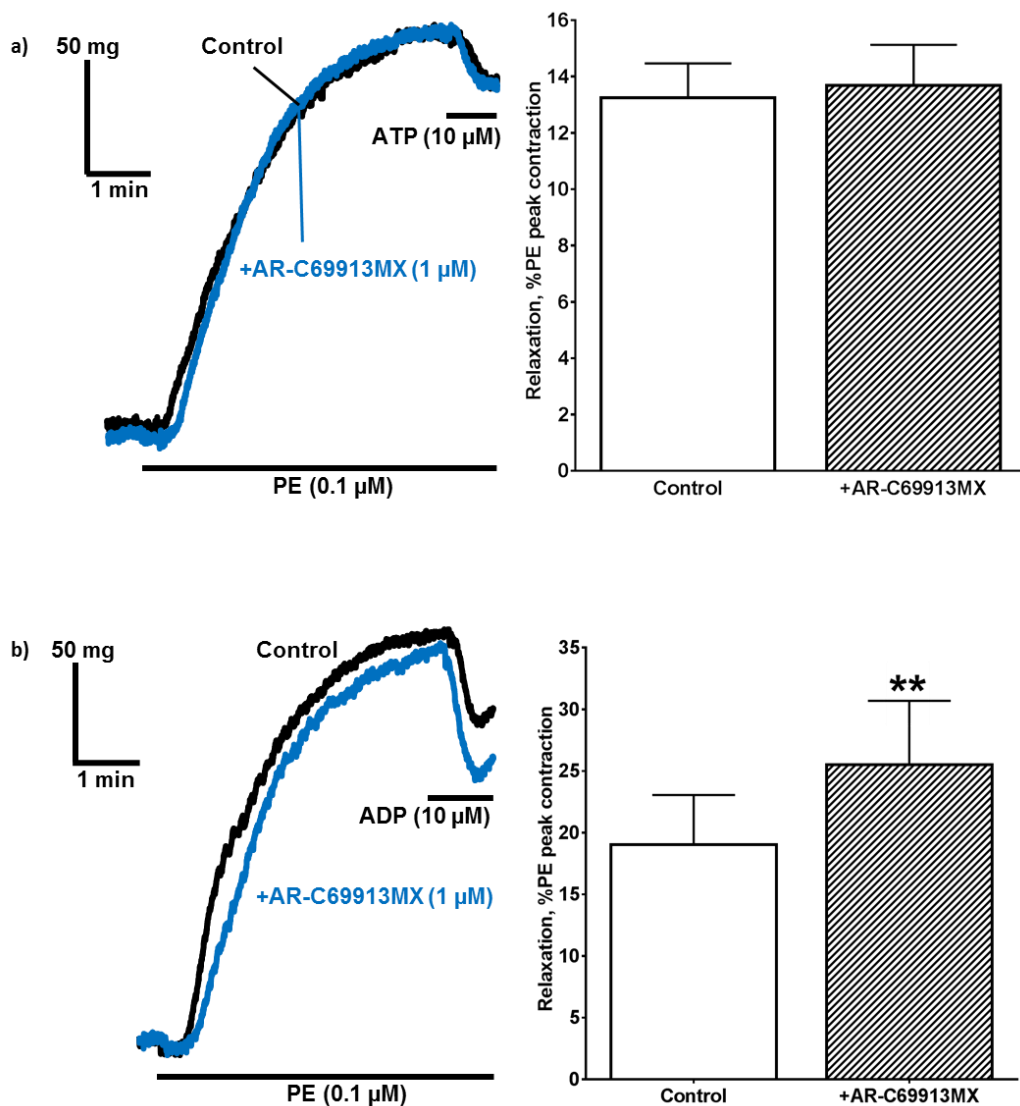 a)
50 mg
1 min
Control
ATP (10 µM)
+AR-C69913MX (1 µM)
PE (0.1 µM)
Relaxation, %PE peak contraction
16
14
12
10
8
6
4
2
0
Control
+AR-C69913MX
b)
50 mg
1 min
Control
ADP (10 µM)
+AR-C69913MX (1 µM)
PE (0.1 µM)
Relaxation, %PE peak contraction
35
30
25
20
15
10
5
0
**
Control
+AR-C69913MX